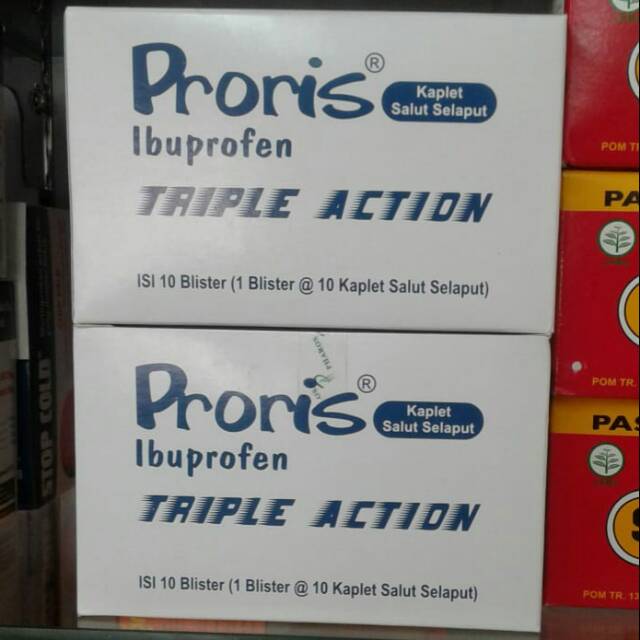 Proris®
Kaplet
Salut Selaput
Ibuprofen
TRIPLE ACTION
ISI 10 Blister (1 Blister @ 10 Kaplet Salut Selaput)
PHAROS
Proris®
Kaplet
Salut Selaput
Ibuprofen
TRIPLE ACTION
ISI 10 Blister (1 Blister @ 10 Kaplet Salut Selaput)
STOP COLD
POM T
PA
POM TR.
PAS
POM TR. 13